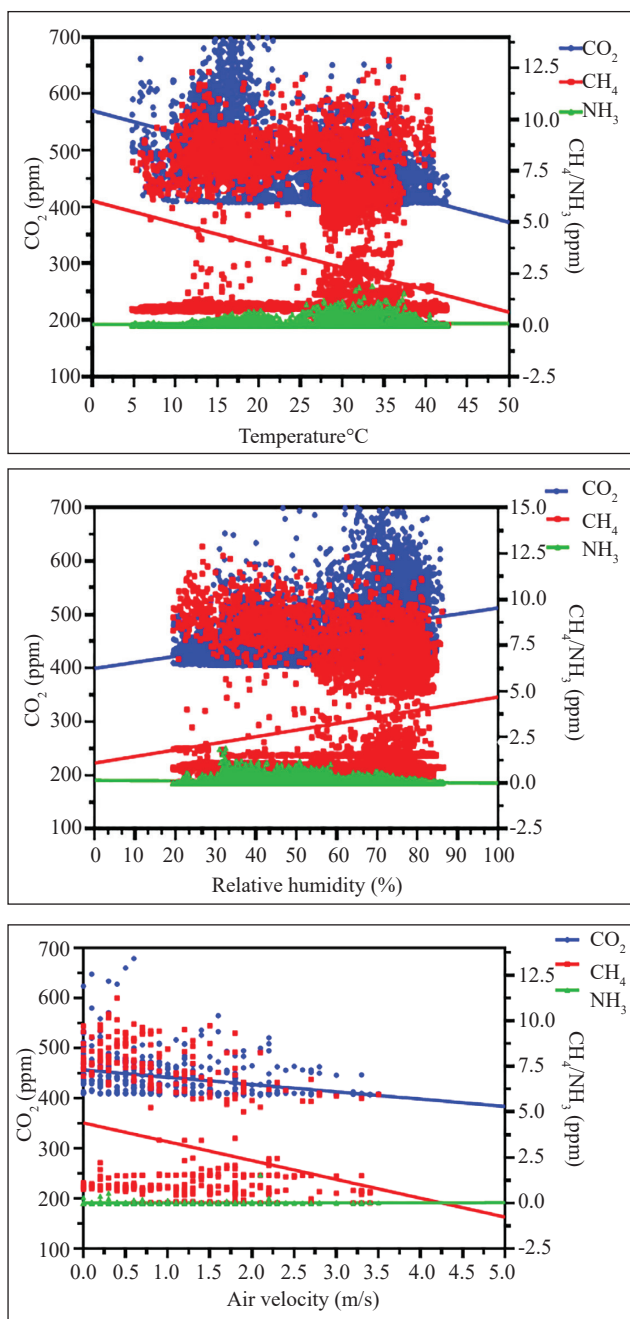 700
600
500
400
300
200
100
CO2 (ppm)
12.5
10.0
7.5
5.0
2.5
0.0
-2.5
CH4/NH3 (ppm)
CO2
CH4
NH3
0 5 10 15 20 25 30 35 40 45 50
Temperature°C
700
600
500
400
300
200
100
CO2 (ppm)
15.0
12.5
10.0
7.5
5.0
2.5
0.0
-2.5
CH4/NH3 (ppm)
CO2
CH4
NH3
0 10 20 30 40 50 60 70 80 90 100
Relative humidity (%)
700
600
500
400
300
200
100
CO2 (ppm)
12.5
10.0
7.5
5.0
2.5
0.0
-2.5
CH4/NH3 (ppm)
CO2
CH4
NH3
0.0 0.5 1.0 1.5 2.0 2.5 3.0 3.5 4.0 4.5 5.0
Air velocity (m/s)